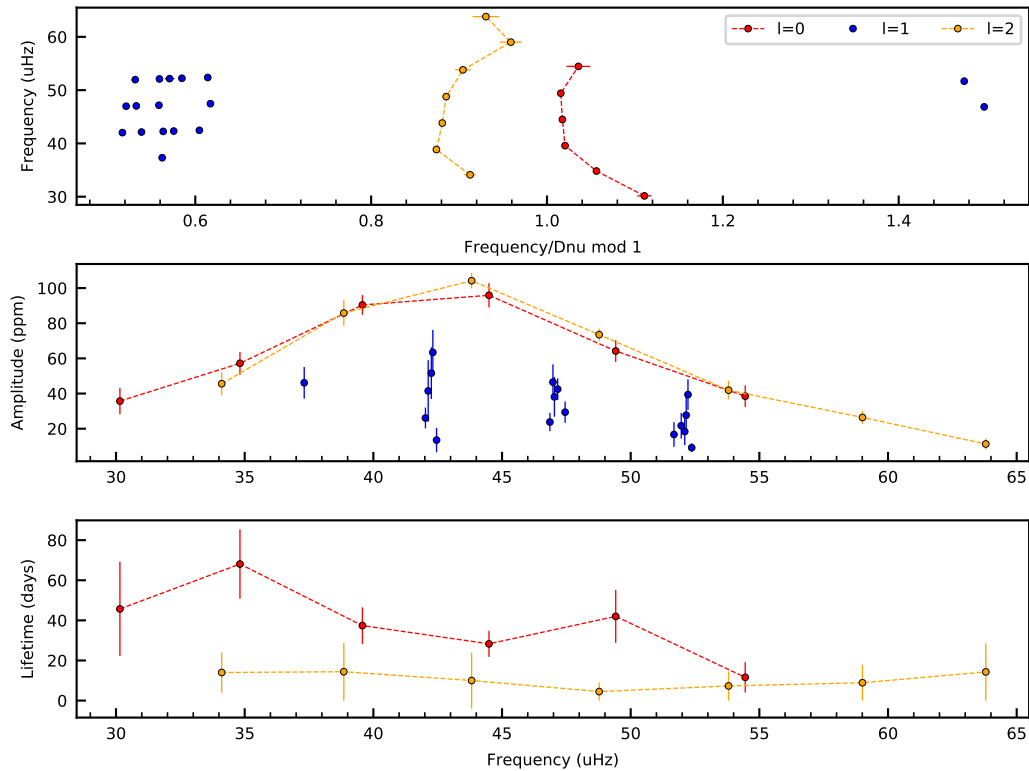 l=0 l=1 l=2
Frequency (uHz)
60
50
40
30
0.6 0.8 1.0 1.2 1.4
Frequency/Dnu mod 1
Amplitude (ppm)
100
80
60
40
20
30 35 40 45 50 55 60 65
Lifetime (days)
80
60
40
20
0
30 35 40 45 50 55 60 65
Frequency (uHz)